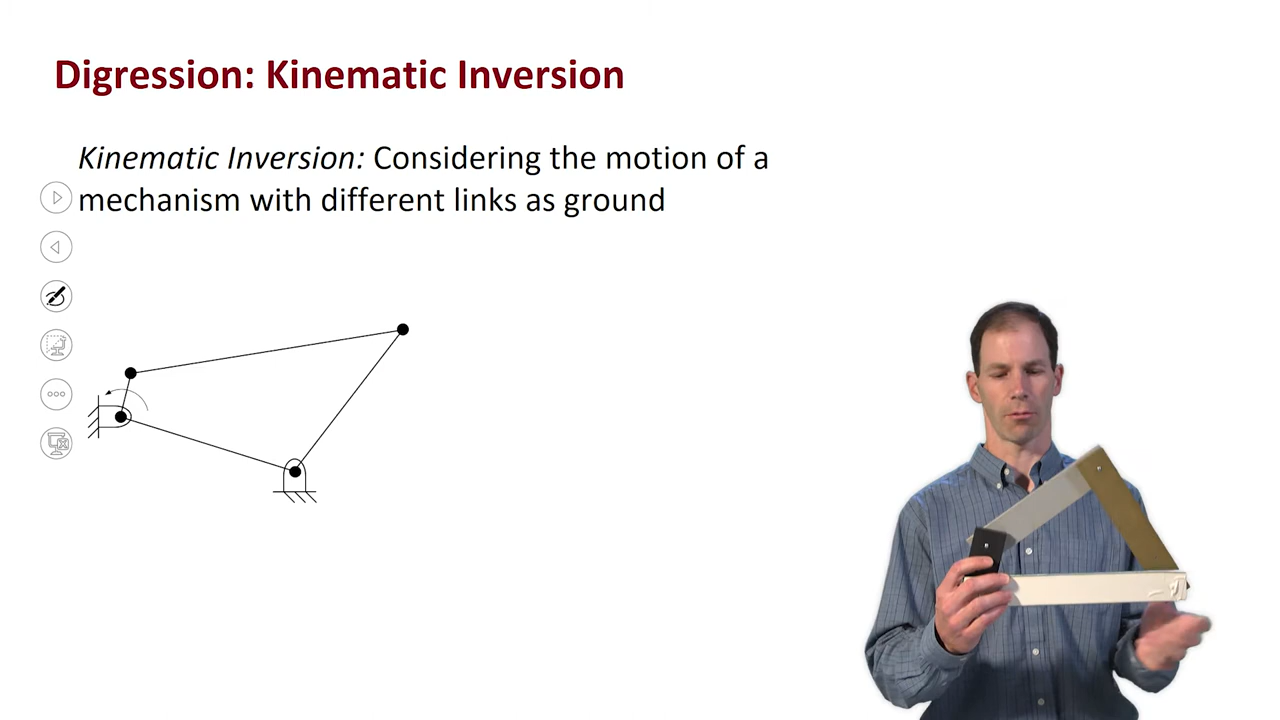 Digression: Kinematic Inversion
Kinematic Inversion: Considering the motion of a
mechanism with different links as ground